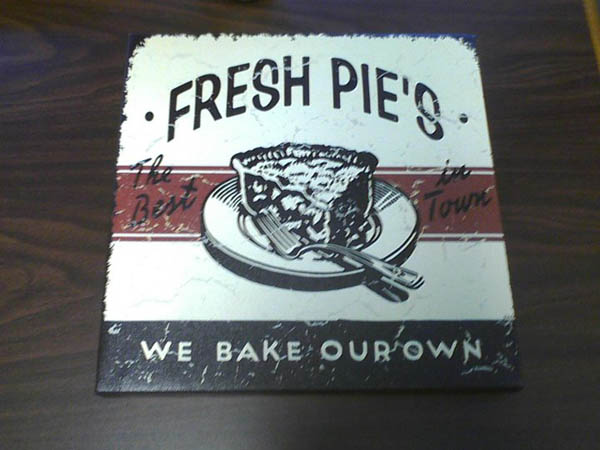 FRESH PIE'S
The Best in Town
WE BAKE OUR OWN